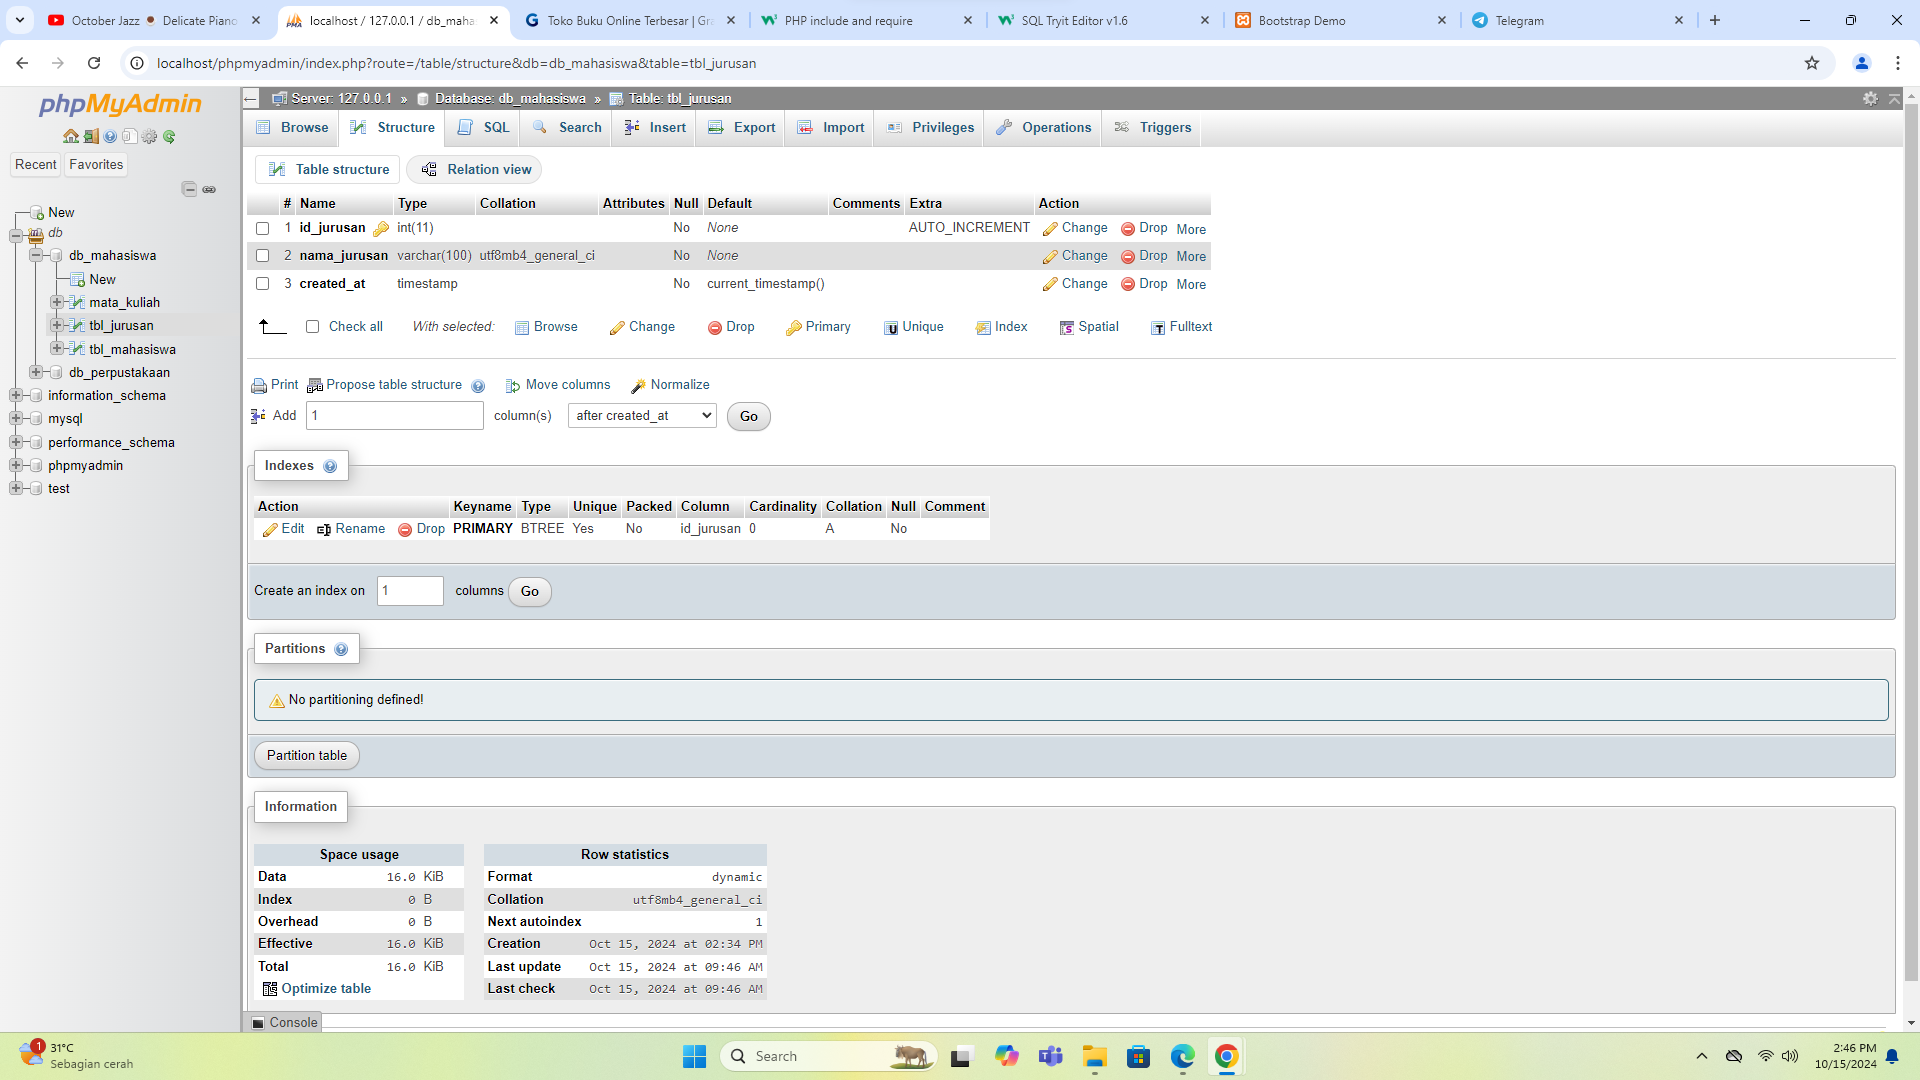 October Jazz ☕ Delicate Piano
localhost / 127.0.0.1 / db_mahas
Toko Buku Online Terbesar | Gra
PHP include and require
SQL Tryit Editor v1.6
Bootstrap Demo
Telegram
localhost/phpmyadmin/index.php?route=/table/structure&db=db_mahasiswa&table=tbl_jurusan
phpMyAdmin
Recent Favorites
New
db
db_mahasiswa
New
mata_kuliah
tbl_jurusan
tbl_mahasiswa
db_perpustakaan
information_schema
mysql
performance_schema
phpmyadmin
test
Server: 127.0.0.1 » Database: db_mahasiswa » Table: tbl_jurusan
Browse Structure SQL Search Insert Export Import Privileges Operations Triggers
Table structure Relation view
# Name Type Collation Attributes Null Default Comments Extra Action
1 id_jurusan int(11) No None AUTO_INCREMENT Change Drop More
2 nama_jurusan varchar(100) utf8mb4_general_ci No None Change Drop More
3 created_at timestamp No current_timestamp() Change Drop More
Check all With selected: Browse Change Drop Primary Unique Index Spatial Fulltext
Print Propose table structure Move columns Normalize
Add 1 column(s) after created_at Go
Indexes
Action Keyname Type Unique Packed Column Cardinality Collation Null Comment
Edit Rename Drop PRIMARY BTREE Yes No id_jurusan 0 A No
Create an index on 1 columns Go
Partitions
No partitioning defined!
Partition table
Information
Space usage
Data 16.0 KiB
Index 0 B
Overhead 0 B
Effective 16.0 KiB
Total 16.0 KiB
Optimize table
Row statistics
Format dynamic
Collation utf8mb4_general_ci
Next autoindex 1
Creation Oct 15, 2024 at 02:34 PM
Last update Oct 15, 2024 at 09:46 AM
Last check Oct 15, 2024 at 09:46 AM
Console
1
31°C
Sebagian cerah
Search
2:46 PM
10/15/2024